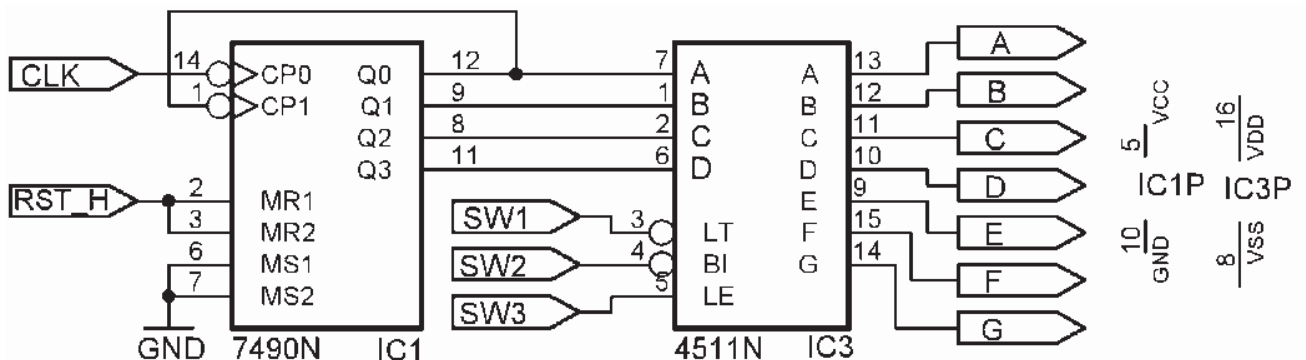 CLK
14
CP0
Q0
12
7
A
A
13
A
1
CP1
Q1
9
1
B
B
12
B
Q2
8
2
C
C
11
C
Q3
11
6
D
D
10
D
RST_H
2
MR1
E
9
E
3
MR2
SW1
3
LT
F
15
F
6
MS1
SW2
4
BI
G
14
G
7
MS2
SW3
5
LE
GND
7490N
IC1
4511N
IC3
5
VCC
16
VDD
IC1P
IC3P
10
GND
8
VSS